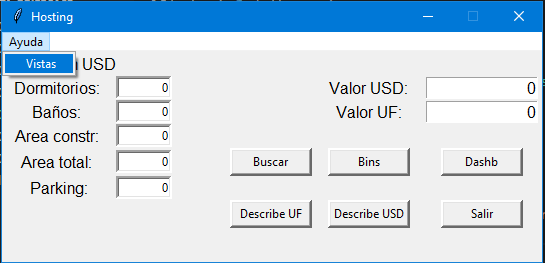 Hosting
Ayuda
Vistas
USD
Dormitorios: 0
Valor USD: 0
Baños: 0
Valor UF: 0
Area constr: 0
Area total: 0
Buscar Bins Dashb
Parking: 0
Describe UF Describe USD Salir